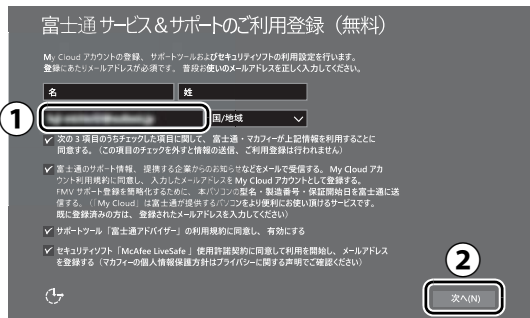 富士通 サービス&サポートのご利用登録（無料）
My Cloud アカウントの登録、サポートツールおよびセキュリティソフトの利用設定を行います。
登録にあたりメールアドレスが必須です。 普段お使いのメールアドレスを正しく入力してください。
名 姓
①
国/地域
次の 3 項目のうちチェックした項目に関して、富士通・マカフィーが上記情報を利用することに
同意する。（この項目のチェックを外すと情報の送信、ご利用登録は行われません）
富士通のサポート情報、 提携する企業からのお知らせなどをメールで受信する。 My Cloud アカ
ウント利用規約に同意し、入力したメールアドレスを My Cloud アカウントとして登録する。
FMV サポート登録を簡略化するために、 本パソコンの型名・製造番号・保証開始日を富士通に送
信する。（「My Cloud」は富士通が提供するパソコンをより便利にお使い頂けるサービスです。
既に登録済みの方は、 登録されたメールアドレスを入力してください）
サポートツール「富士通アドバイザー」の利用規約に同意し、有効にする
セキュリティソフト「McAfee LiveSafe 」使用許諾契約に同意して利用を開始し、メールアドレス
を登録する（マカフィーの個人情報保護方針はプライバシーに関する声明でご確認ください）
②
次へ(N)